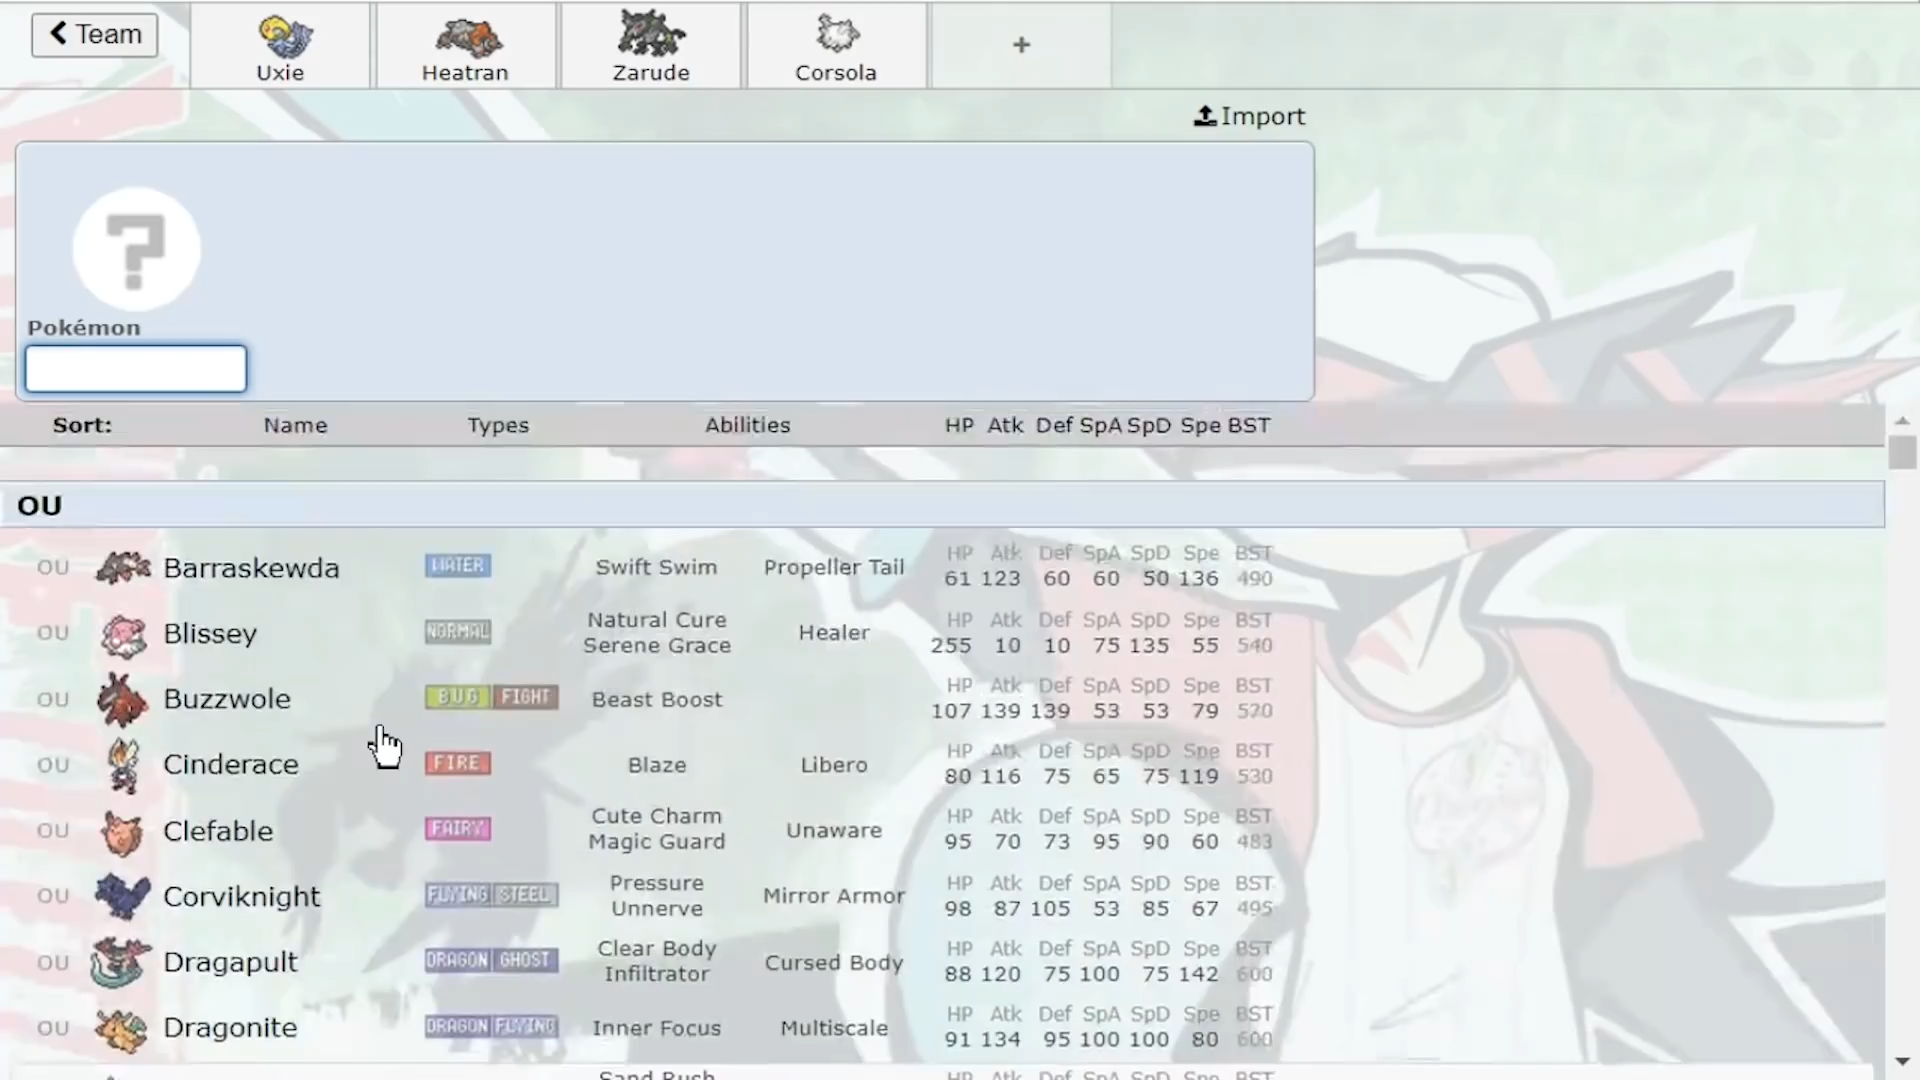 Team
Uxie
Heatran
Zarude
Corsola
+
Import
?
Pokémon
Sort: Name Types Abilities HP Atk Def SpA SpD Spe BST
OU
HP Atk Def SpA SpD Spe BST
OU Barraskewda WATER Swift Swim Propeller Tail 61 123 60 60 50 136 490
Natural Cure HP Atk Def SpA SpD Spe BST
OU Blissey NORMAL Serene Grace Healer 255 10 10 75 135 55 540
HP Atk Def SpA SpD Spe BST
OU Buzzwole BUG FIGHT Beast Boost 107 139 139 53 53 79 570
HP Atk Def SpA SpD Spe BST
OU Cinderace FIRE Blaze Libero 80 116 75 65 75 119 530
Cute Charm HP Atk Def SpA SpD Spe BST
OU Clefable FAIRY Magic Guard Unaware 95 70 73 95 90 60 483
Pressure HP Atk Def SpA SpD Spe BST
OU Corviknight FLYING STEEL Unnerve Mirror Armor 98 87 105 53 85 67 495
Clear Body HP Atk Def SpA SpD Spe BST
OU Dragapult DRAGON GHOST Infiltrator Cursed Body 88 120 75 100 75 142 600
HP Atk Def SpA SpD Spe BST
OU Dragonite DRAGON FLYING Inner Focus Multiscale 91 134 95 100 100 80 600
Sand Rush HP Atk Def SpA SpD Spe BST